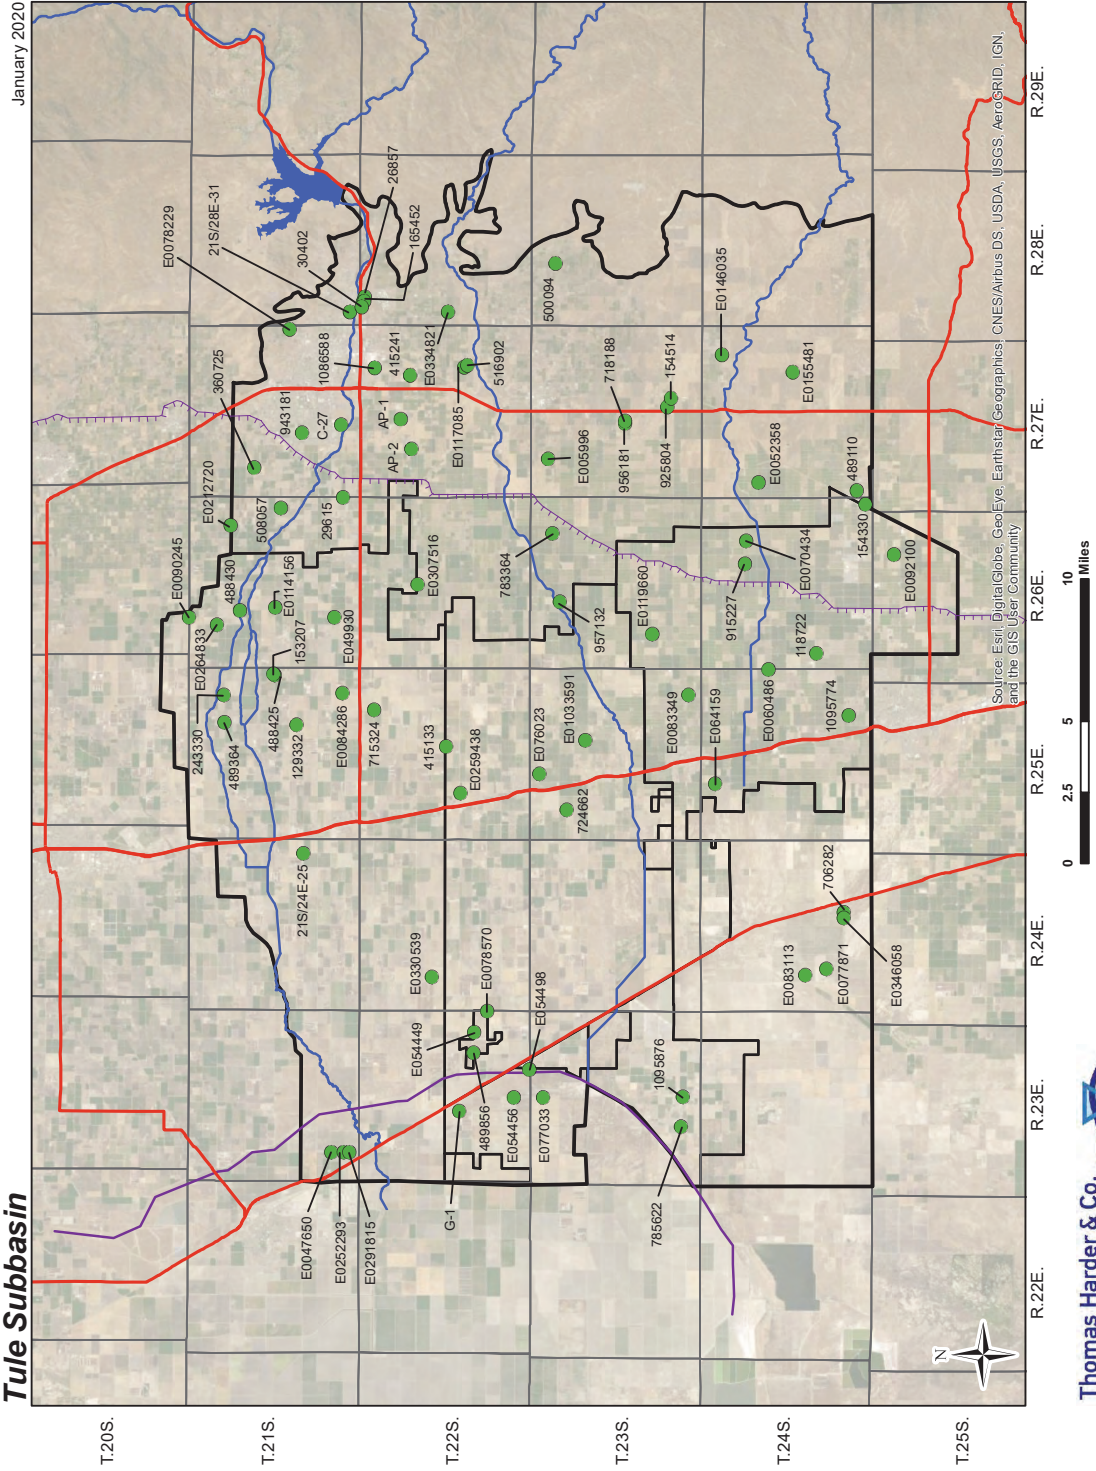 Tule Subbasin
January 2020
E0078229
21S/28E-31
30402
26857
165452
360725
1086588
415241
E0334821
500094
E0146035
943181
C-27
AP-1
AP-2
E0117085
516902
718188
154514
E0155481
E0212720
508057
29615
E005996
956181
925804
E0052358
489110
E0090245
488430
E0114156
E0307516
783364
E0070434
154330
E0264833
153207
E049930
957132
E0119660
915227
118722
E0092100
243330
489364
488425
129332
E0084286
715324
415133
E0259438
E076023
E01033591
E0083349
E064159
E0060486
1095774
724662
21S/24E-25
E0330539
E0078570
E054498
706282
E0083113
E0077871
E0346058
E054449
489856
E054456
E077033
1095876
785622
G-1
E0047650
E0252293
E0291815
T.20S.
T.21S.
T.22S.
T.23S.
T.24S.
T.25S.
R.22E.
R.23E.
R.24E.
R.25E.
R.26E.
R.27E.
R.28E.
R.29E.
N
0 2.5 5 10
Miles
Source: Esri, DigitalGlobe, GeoEye, Earthstar Geographics, CNES/Airbus DS, USDA, USGS, AeroGRID, IGN,
and the GIS User Community
Thomas Harder & Co.